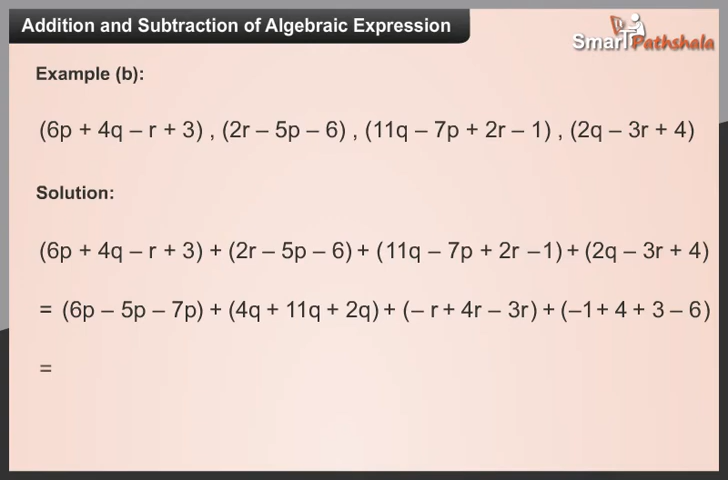 Addition and Subtraction of Algebraic Expression
SmarT Pathshala
Example (b):
(6p + 4q – r + 3) , (2r – 5p – 6) , (11q – 7p + 2r – 1) , (2q – 3r + 4)
Solution:
(6p + 4q – r + 3) + (2r – 5p – 6) + (11q – 7p + 2r –1) + (2q – 3r + 4)
= (6p – 5p – 7p) + (4q + 11q + 2q) + (– r + 4r – 3r) + (–1 + 4 + 3 – 6)
=